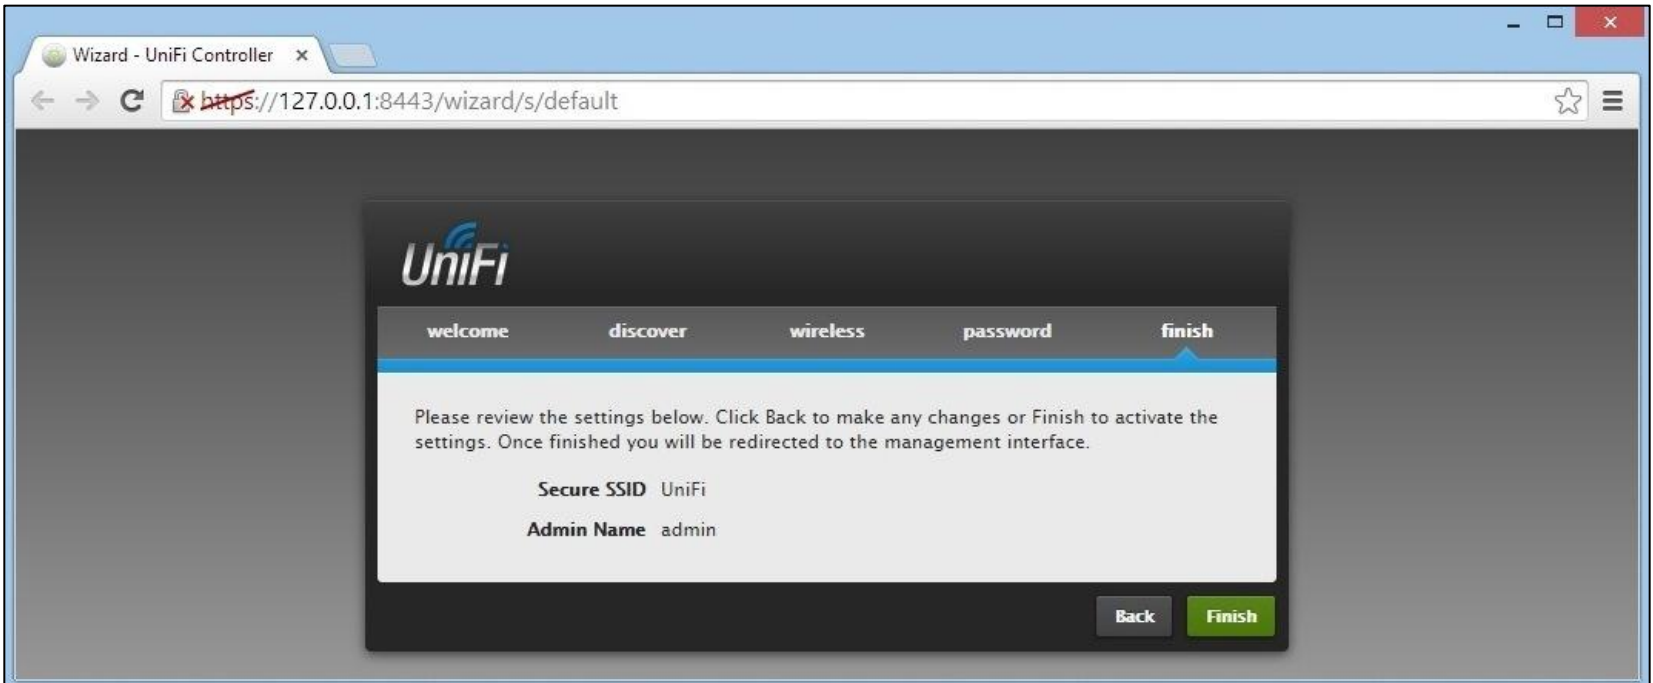 Wizard - UniFi Controller
https://127.0.0.1:8443/wizard/s/default
UniFi
welcome discover wireless password finish
Please review the settings below. Click Back to make any changes or Finish to activate the
settings. Once finished you will be redirected to the management interface.
Secure SSID UniFi
Admin Name admin
Back Finish